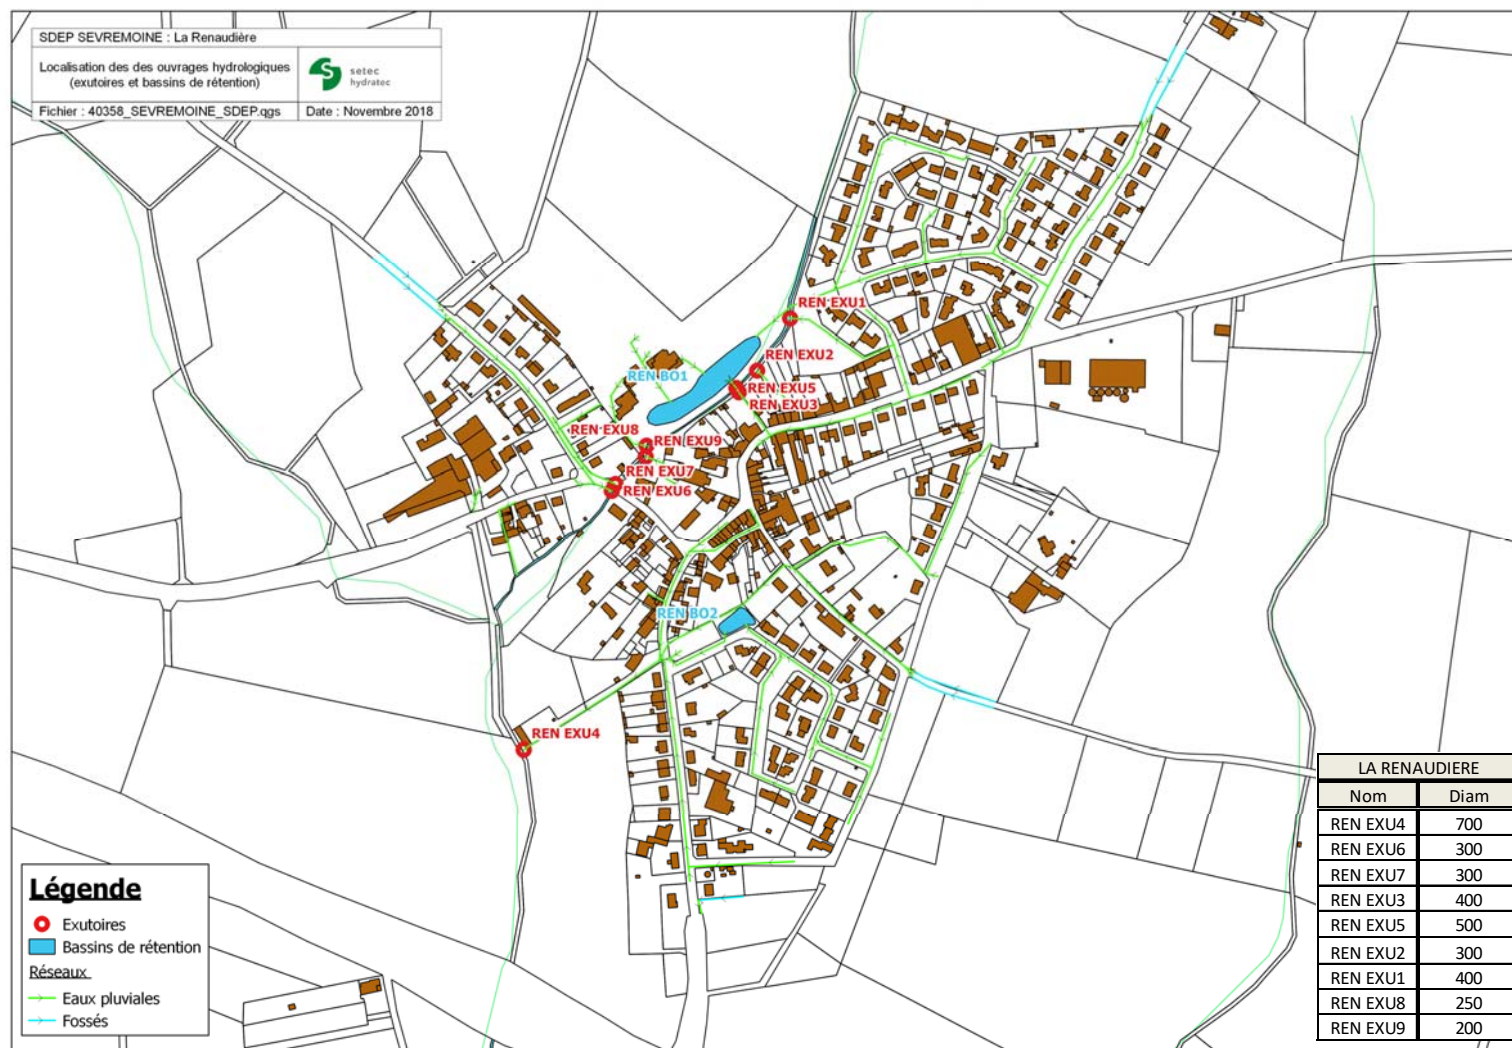 SDEP SEVREMOINE : La Renaudière
Localisation des des ouvrages hydrologiques
(exutoires et bassins de rétention)
setec
hydratec
Fichier : 40358_SEVREMOINE_SDEP.qgs
Date : Novembre 2018
REN EXU1
REN EXU2
REN BO1
REN EXU5
REN EXU3
REN EXU8
REN EXU9
REN EXU7
REN EXU6
REN BO2
REN EXU4
LA RENAUDIERE
Nom Diam
REN EXU4 700
REN EXU6 300
REN EXU7 300
REN EXU3 400
REN EXU5 500
REN EXU2 300
REN EXU1 400
REN EXU8 250
REN EXU9 200
Légende
Exutoires
Bassins de rétention
Réseaux
Eaux pluviales
Fossés